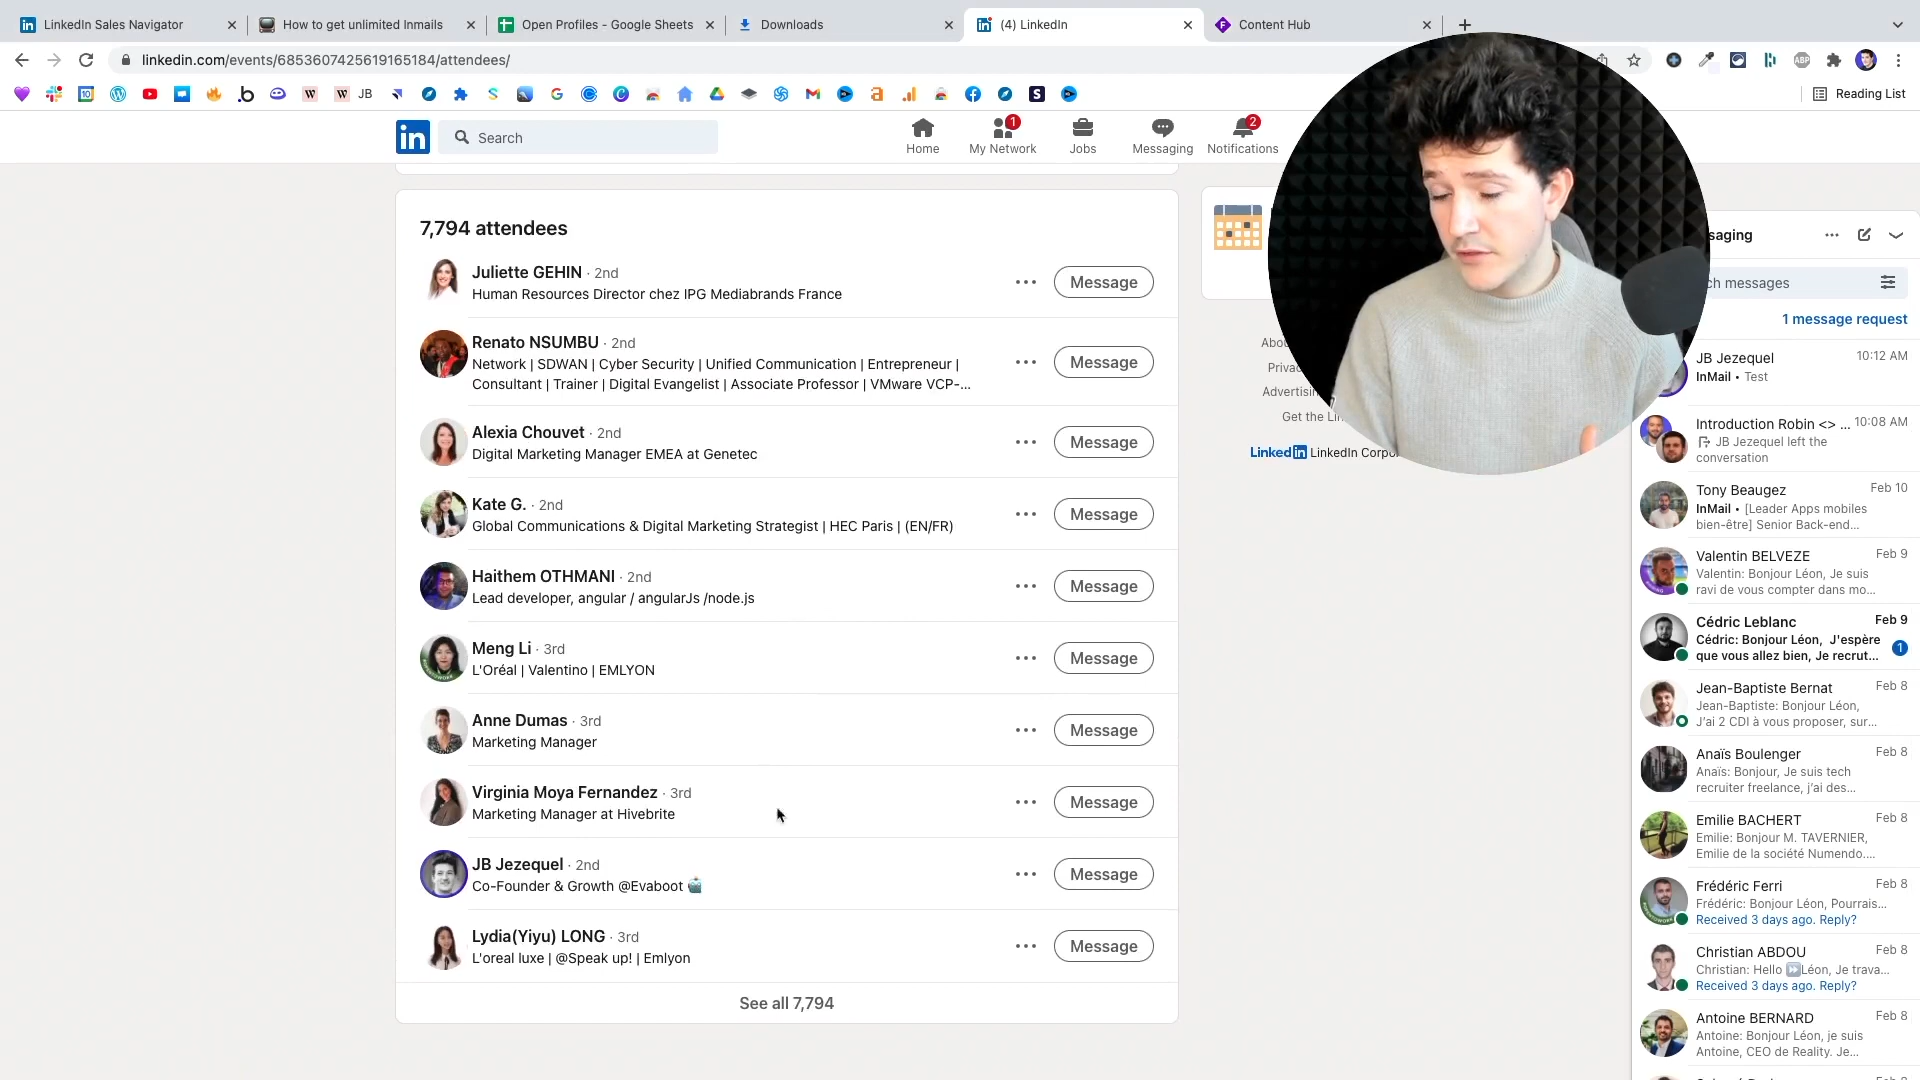 LinkedIn Sales Navigator
How to get unlimited Inmails
Open Profiles - Google Sheets
Downloads
(4) LinkedIn
Content Hub
linkedin.com/events/6853607425619165184/attendees/
JB
Reading List
Search
Home
My Network 1
Jobs
Messaging
Notifications 2
7,794 attendees
Juliette GEHIN · 2nd
Human Resources Director chez IPG Mediabrands France
Message
Renato NSUMBU · 2nd
Network | SDWAN | Cyber Security | Unified Communication | Entrepreneur |
Consultant | Trainer | Digital Evangelist | Associate Professor | VMware VCP-...
Message
Alexia Chouvet · 2nd
Digital Marketing Manager EMEA at Genetec
Message
Kate G. · 2nd
Global Communications & Digital Marketing Strategist | HEC Paris | (EN/FR)
Message
Haithem OTHMANI · 2nd
Lead developer, angular / angularJs /node.js
Message
Meng Li · 3rd
L'Oréal | Valentino | EMLYON
Message
Anne Dumas · 3rd
Marketing Manager
Message
Virginia Moya Fernandez · 3rd
Marketing Manager at Hivebrite
Message
JB Jezequel · 2nd
Co-Founder & Growth @Evaboot
Message
Lydia(Yiyu) LONG · 3rd
L'oreal luxe | @Speak up! | Emlyon
Message
See all 7,794
Get the
LinkedIn LinkedIn
messages
1 message request
JB Jezequel 10:12 AM
InMail • Test
Introduction Robin <> ... 10:08 AM
JB Jezequel left the
conversation
Tony Beaugez Feb 10
InMail • [Leader Apps mobiles
bien-être] Senior Back-end...
Valentin BELVEZE Feb 9
Valentin: Bonjour Léon, Je suis
ravi de vous compter dans mo...
Cédric Leblanc Feb 9
Cédric: Bonjour Léon, J'espère
que vous allez bien, Je recrut... 1
Jean-Baptiste Bernat Feb 8
Jean-Baptiste: Bonjour Léon,
J'ai 2 CDI à vous proposer, sur...
Anaïs Boulenger Feb 8
Anaïs: Bonjour, Je suis tech
recruiter freelance, j'ai des...
Emilie BACHERT Feb 8
Emilie: Bonjour M. TAVERNIER,
Emilie de la société Numendo....
Frédéric Ferri Feb 8
Frédéric: Bonjour Léon, Pourrais...
Received 3 days ago. Reply?
Christian ABDOU Feb 8
Christian: Hello Léon, Je trava...
Received 3 days ago. Reply?
Antoine BERNARD Feb 8
Antoine: Bonjour Léon, je suis
Antoine, CEO de Reality. Je...